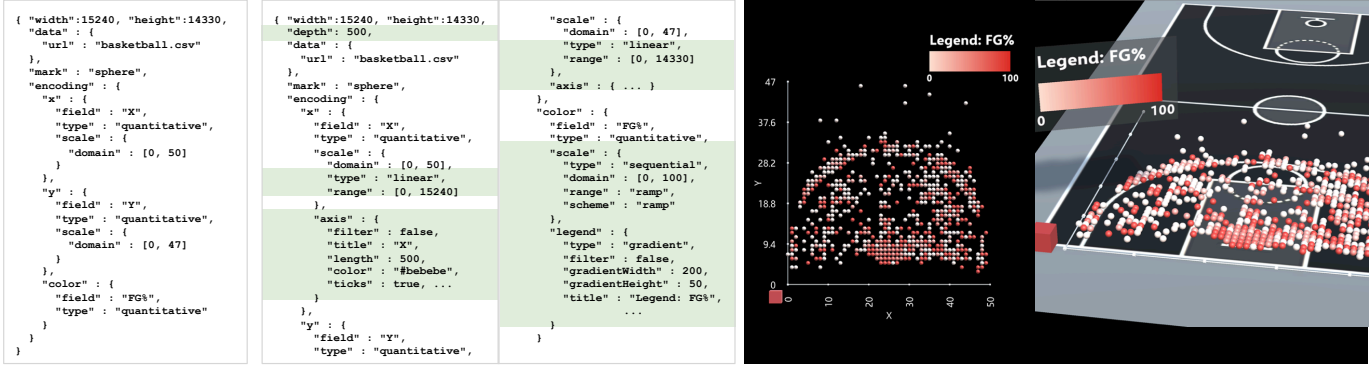 { "width":15240, "height":14330,
"data" : {
"url" : "basketball.csv"
},
"mark" : "sphere",
"encoding" : {
"x" : {
"field" : "X",
"type" : "quantitative",
"scale" : {
"domain" : [0, 50]
}
},
"y" : {
"field" : "Y",
"type" : "quantitative",
"scale" : {
"domain" : [0, 47]
}
},
"color" : {
"field" : "FG%",
"type" : "quantitative"
}
}
}
{ "width":15240, "height":14330,
"depth": 500,
"data" : {
"url" : "basketball.csv"
},
"mark" : "sphere",
"encoding" : {
"x" : {
"field" : "X",
"type" : "quantitative",
"scale" : {
"domain" : [0, 50],
"type" : "linear",
"range" : [0, 15240]
},
"axis" : {
"filter" : false,
"title" : "X",
"length" : 500,
"color" : "#bebebe",
"ticks" : true, ...
}
},
"y" : {
"field" : "Y",
"type" : "quantitative",
"scale" : {
"domain" : [0, 47],
"type" : "linear",
"range" : [0, 14330]
},
"axis" : { ... }
},
"color" : {
"field" : "FG%",
"type" : "quantitative",
"scale" : {
"type" : "sequential",
"domain" : [0, 100],
"range" : "ramp",
"scheme" : "ramp"
},
"legend" : {
"type" : "gradient",
"filter" : false,
"gradientWidth" : 200,
"gradientHeight" : 50,
"title" : "Legend: FG%",
...
}
}
Legend: FG%
0 100
47
37.6
28.2
18.8
9.4
0
Y
0 10 20 30 40 50
X
Legend: FG%
0 100